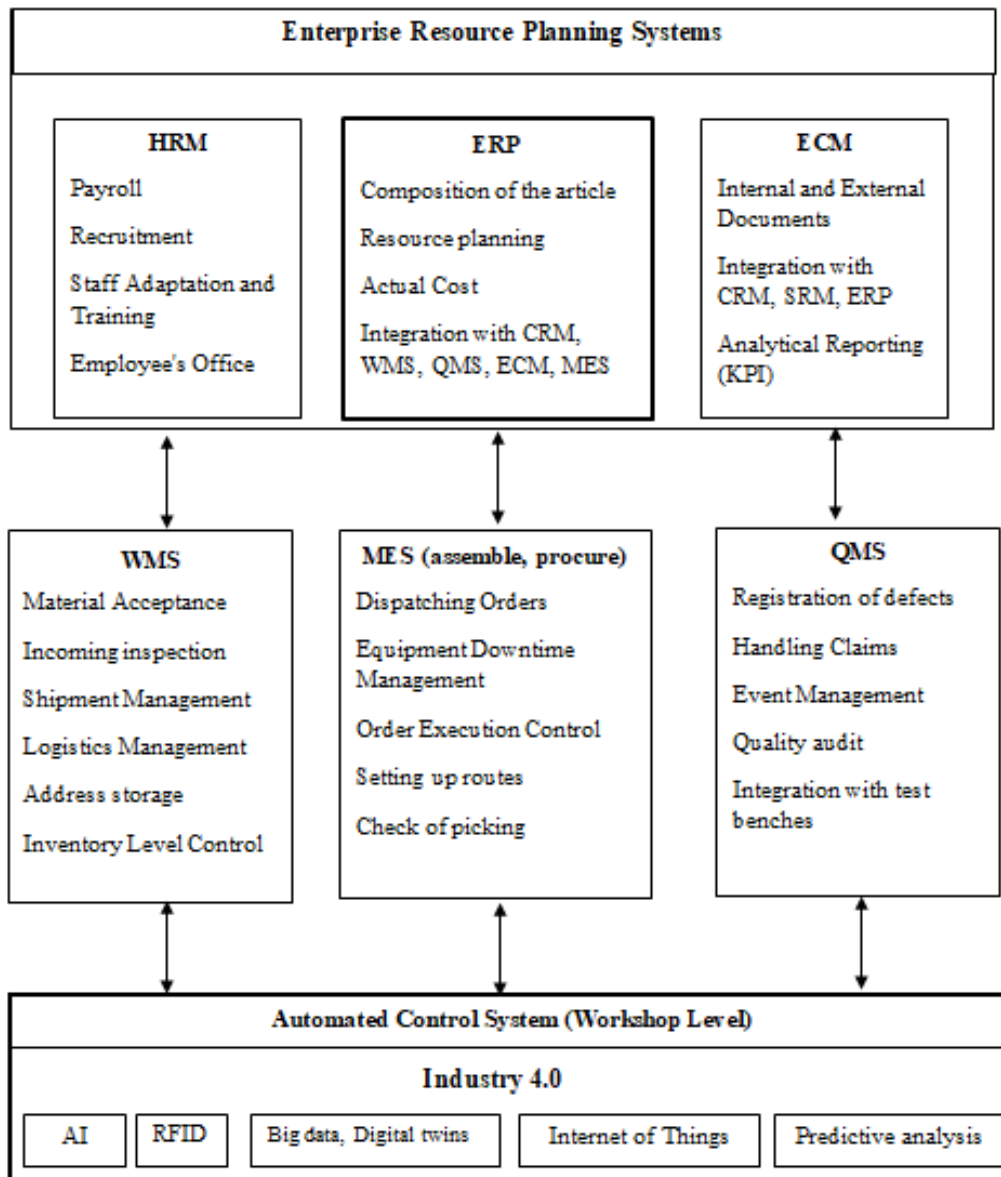 Enterprise Resource Planning Systems
HRM
Payroll
Recruitment
Staff Adaptation and
Training
Employee's Office
ERP
Composition of the article
Resource planning
Actual Cost
Integration with CRM,
WMS, QMS, ECM, MES
ECM
Internal and External
Documents
Integration with
CRM, SRM, ERP
Analytical Reporting
(KPI)
WMS
Material Acceptance
Incoming inspection
Shipment Management
Logistics Management
Address storage
Inventory Level Control
MES (assemble, procure)
Dispatching Orders
Equipment Downtime
Management
Order Execution Control
Setting up routes
Check of picking
QMS
Registration of defects
Handling Claims
Event Management
Quality audit
Integration with test
benches
Automated Control System (Workshop Level)
Industry 4.0
AI
RFID
Big data, Digital twins
Internet of Things
Predictive analysis